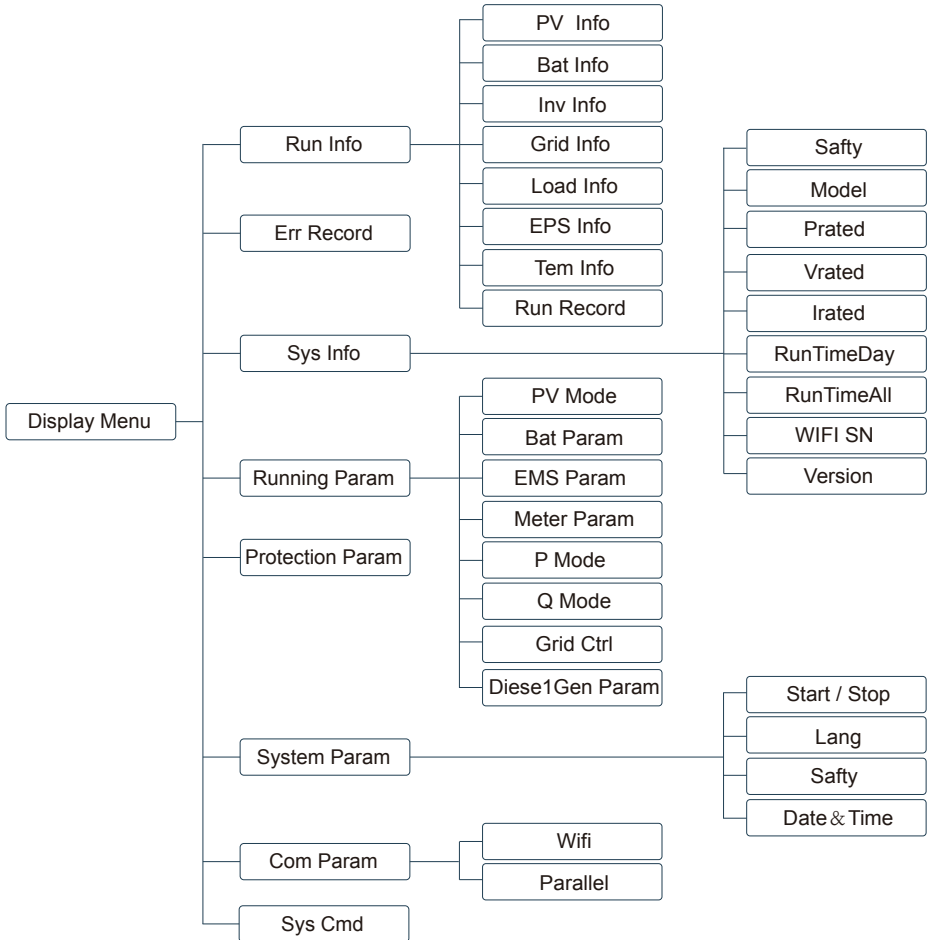 Display Menu
Run Info
PV Info
Bat Info
Inv Info
Grid Info
Load Info
EPS Info
Tem Info
Run Record
Err Record
Sys Info
Safty
Model
Prated
Vrated
Irated
RunTimeDay
RunTimeAll
WIFI SN
Version
Running Param
PV Mode
Bat Param
EMS Param
Meter Param
P Mode
Q Mode
Grid Ctrl
Diese1Gen Param
Protection Param
System Param
Start / Stop
Lang
Safty
Date & Time
Com Param
Wifi
Parallel
Sys Cmd